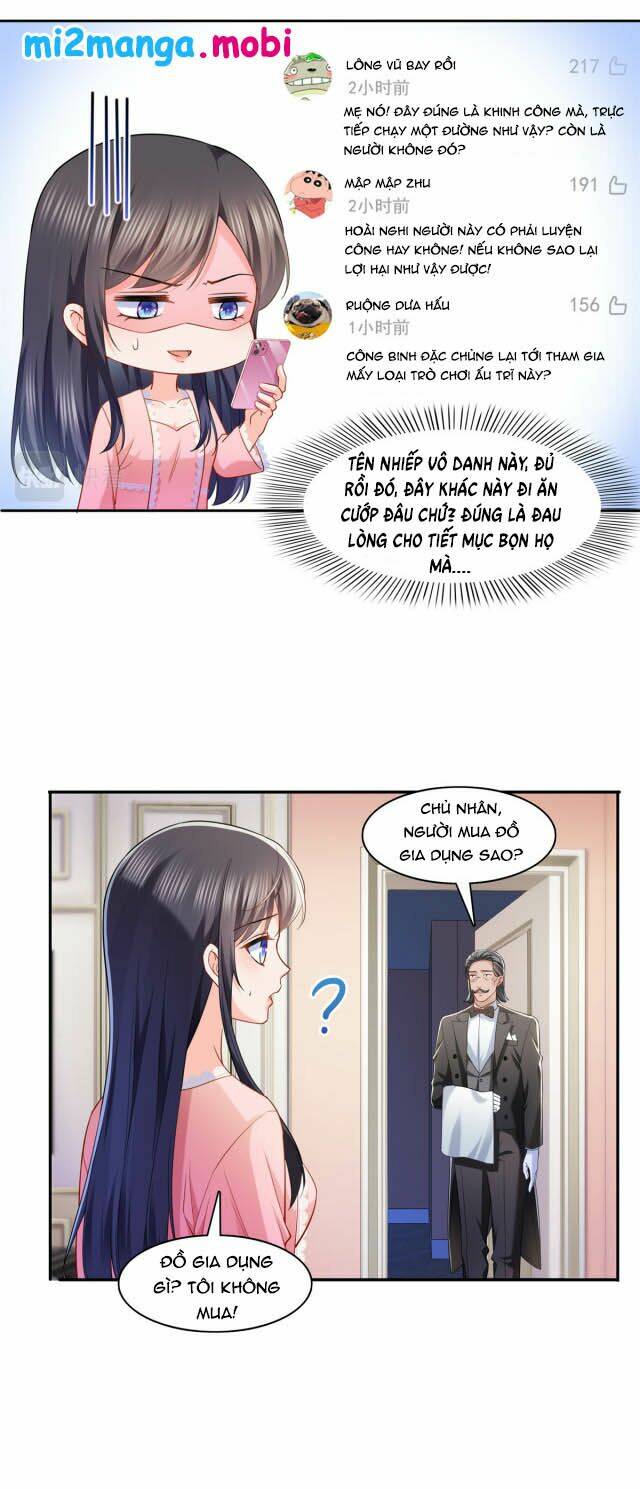 mi2manga.mobi
LÔNG VŨ BAY RỒI
217
2小时前
MẸ NÓ! ĐÂY ĐÚNG LÀ KHINH CÔNG MÀ, TRỰC
TIẾP CHẠY MỘT ĐƯỜNG NHƯ VẬY? CÒN LÀ
NGƯỜI KHÔNG ĐÓ?
MẬP MẬP ZHU
191
2小时前
HOÀI NGHI NGƯỜI NÀY CÓ PHẢI LUYỆN
CÔNG HAY KHÔNG! NẾU KHÔNG SAO LẠI
LỢI HẠI NHƯ VẬY ĐƯỢC!
RUỘNG DƯA HẤU
156
1小时前
CÔNG BINH ĐẶC CHỦNG LẠI TỚI THAM GIA
MẤY LOẠI TRÒ CHƠI ẤU TRĨ NÀY?
TÊN NHIẾP VÔ DANH NÀY, ĐỦ
RỒI ĐÓ, ĐÂY KHÁC NÀY ĐI ĂN
CƯỚP ĐÂU CHỨ? ĐÚNG LÀ ĐAU
LÒNG CHO TIẾT MỤC BỌN HỌ
MÀ....
CHỦ NHÂN,
NGƯỜI MUA ĐỒ
GIA DỤNG SAO?
?
ĐỒ GIA DỤNG
GÌ? TÔI KHÔNG
MUA!